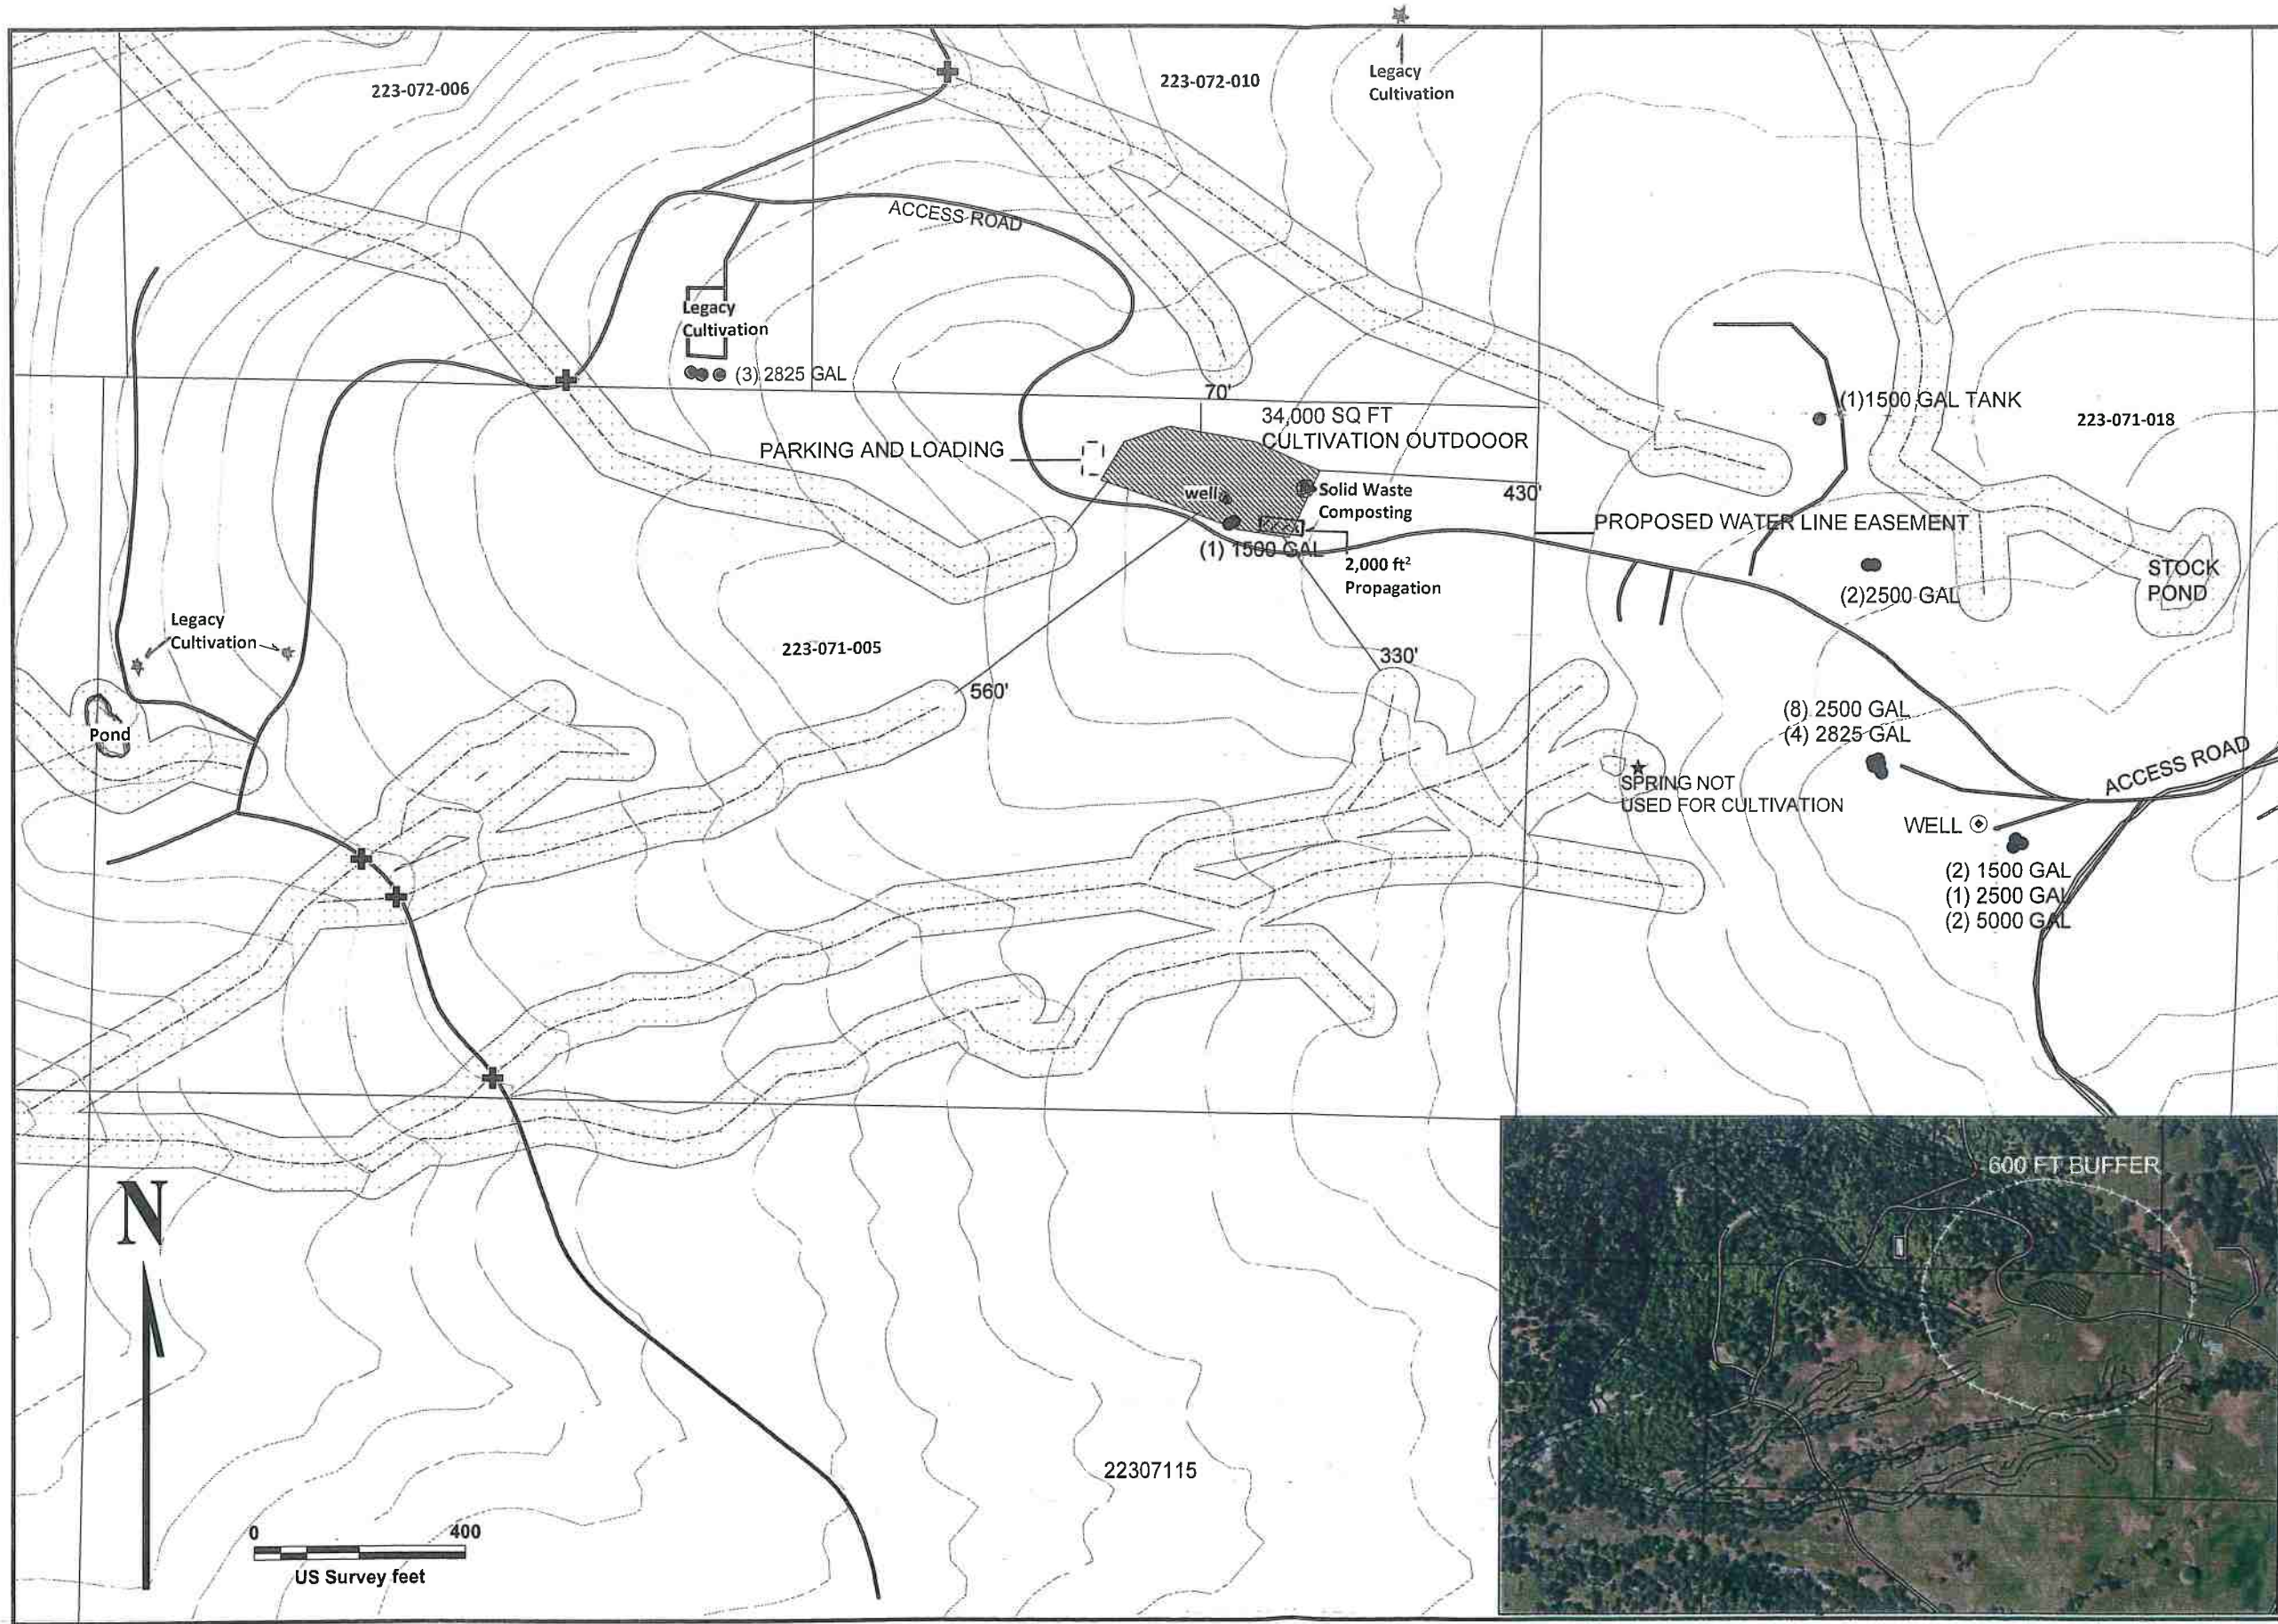 223-072-006
223-072-010
Legacy
Cultivation
ACCESS ROAD
Legacy
Cultivation
(3) 2825 GAL
70'
34,000 SQ FT
CULTIVATION OUTDOOOR
(1)1500 GAL TANK
223-071-018
PARKING AND LOADING
well
Solid Waste
Composting
430'
PROPOSED WATER LINE EASEMENT
(1) 1500 GAL
2,000 ft²
Propagation
(2)2500 GAL
STOCK
POND
Legacy
Cultivation
223-071-005
330'
560'
Pond
(8) 2500 GAL
(4) 2825 GAL
ACCESS ROAD
SPRING NOT
USED FOR CULTIVATION
WELL
(2) 1500 GAL
(1) 2500 GAL
(2) 5000 GAL
N
600 FT BUFFER
22307115
0 400
US Survey feet